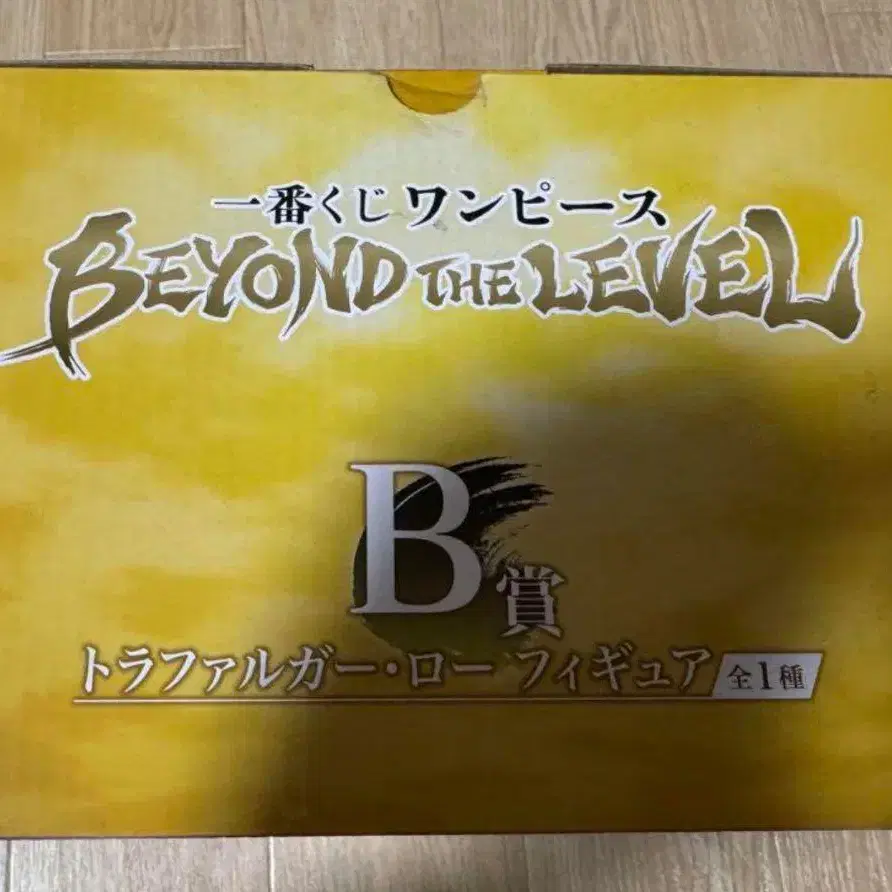 一番くじ ワンピース
BEYOND THE LEVEL
B賞
トラファルガー・ロー フィギュア 全1種